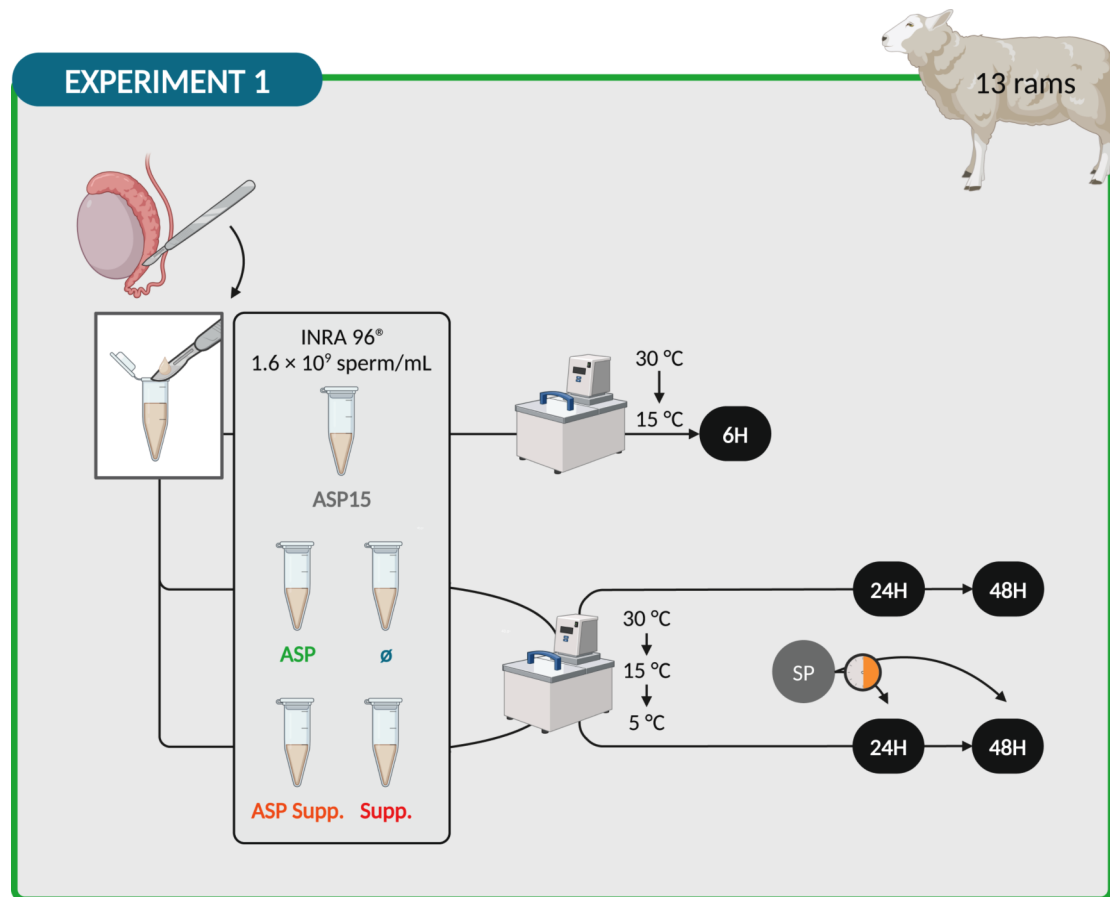 EXPERIMENT 1
13 rams
INRA 96®
1.6 × 10⁹ sperm/mL
ASP15
30 °C
15 °C
6H
ASP
ø
30 °C
15 °C
5 °C
24H
48H
SP
24H
48H
ASP Supp.
Supp.